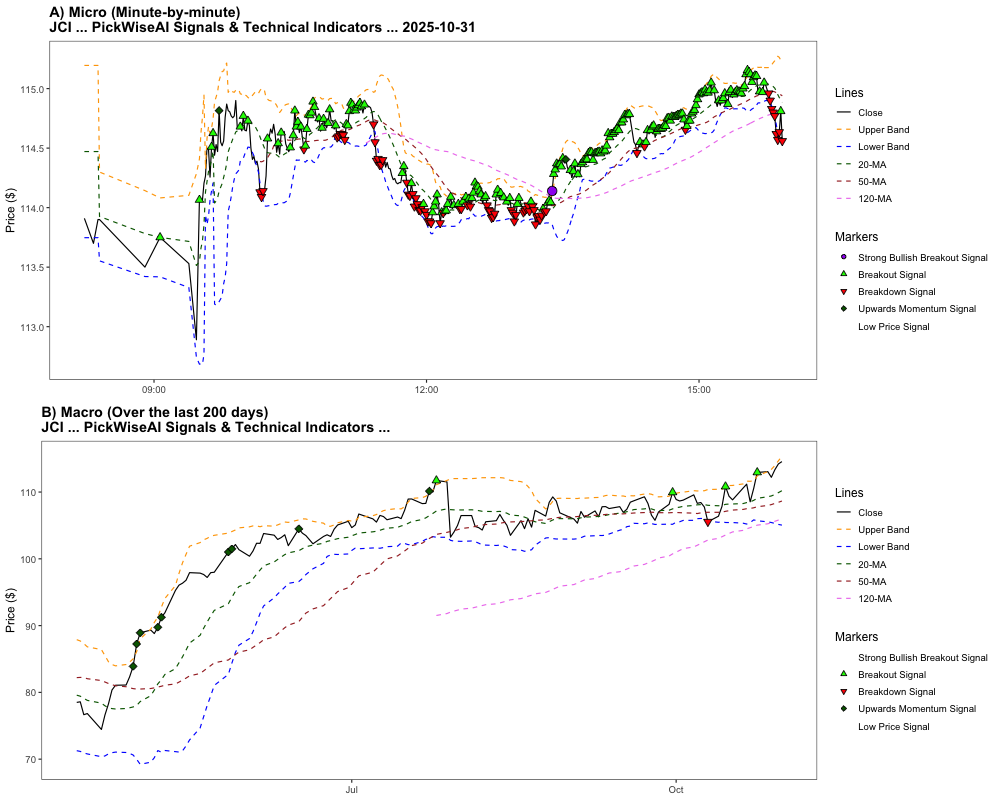 A) Micro (Minute-by-minute)
JCI ... PickWiseAI Signals & Technical Indicators ... 2025-10-31
Price ($)
115.0
114.5
114.0
113.5
113.0
09:00
12:00
15:00
Lines
Close
Upper Band
Lower Band
20-MA
50-MA
120-MA
Markers
Strong Bullish Breakout Signal
Breakout Signal
Breakdown Signal
Upwards Momentum Signal
Low Price Signal
B) Macro (Over the last 200 days)
JCI ... PickWiseAI Signals & Technical Indicators ...
Price ($)
110
100
90
80
70
Jul
Oct
Lines
Close
Upper Band
Lower Band
20-MA
50-MA
120-MA
Markers
Strong Bullish Breakout Signal
Breakout Signal
Breakdown Signal
Upwards Momentum Signal
Low Price Signal